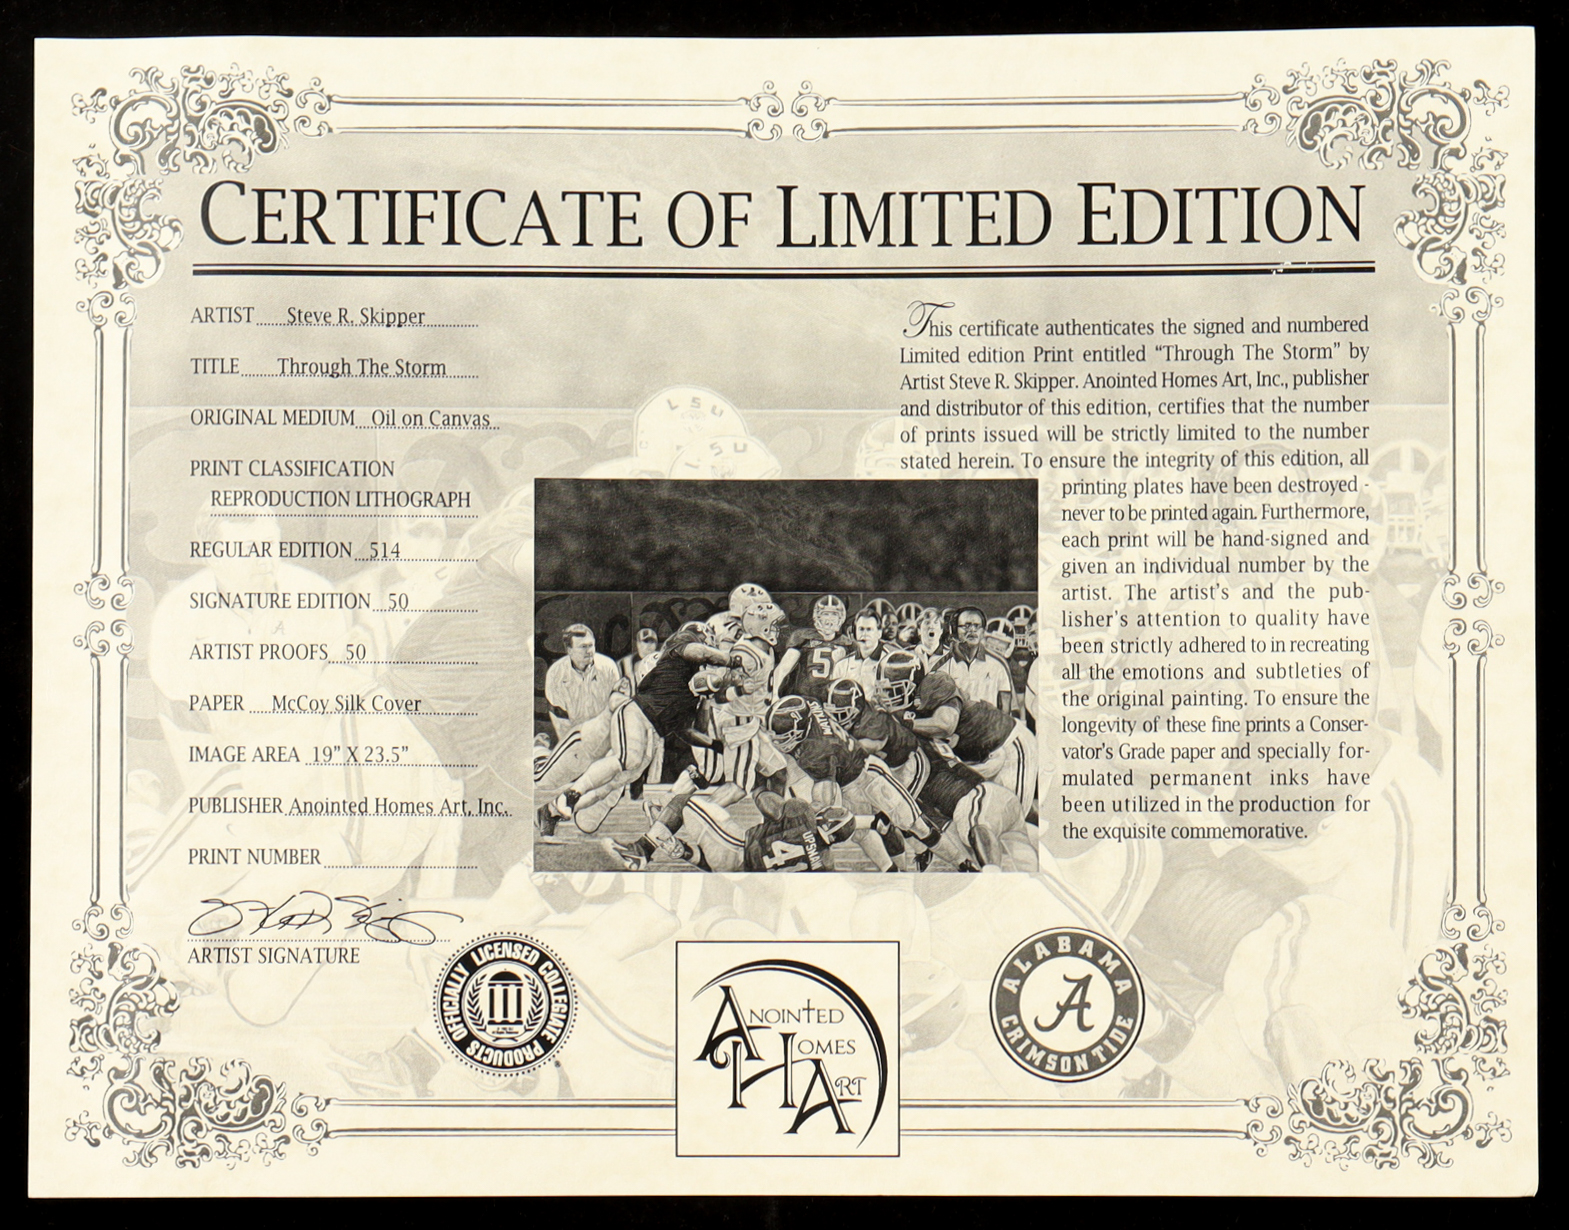 CERTIFICATE OF LIMITED EDITION
ARTIST Steve R. Skipper
TITLE Through The Storm
ORIGINAL MEDIUM Oil on Canvas
PRINT CLASSIFICATION
REPRODUCTION LITHOGRAPH
REGULAR EDITION 514
SIGNATURE EDITION 50
ARTIST PROOFS 50
PAPER McCoy Silk Cover
IMAGE AREA 19" X 23.5"
PUBLISHER Anointed Homes Art, Inc.
PRINT NUMBER
ARTIST SIGNATURE
This certificate authenticates the signed and numbered
Limited edition Print entitled “Through The Storm” by
Artist Steve R. Skipper. Anointed Homes Art, Inc., publisher
and distributor of this edition, certifies that the number
of prints issued will be strictly limited to the number
stated herein. To ensure the integrity of this edition, all
printing plates have been destroyed -
never to be printed again. Furthermore,
each print will be hand-signed and
given an individual number by the
artist. The artist's and the pub-
lisher's attention to quality have
been strictly adhered to in recreating
all the emotions and subtleties of
the original painting. To ensure the
longevity of these fine prints a Conser-
vator's Grade paper and specially for-
mulated permanent inks have
been utilized in the production for
the exquisite commemorative.
LSU
LSU
5
UPSHAW
41
OFFICIALLY LICENSED COLLEGIATE PRODUCTS
ANOINTED
HOMES
ART
ALABAMA
A
CRIMSON TIDE